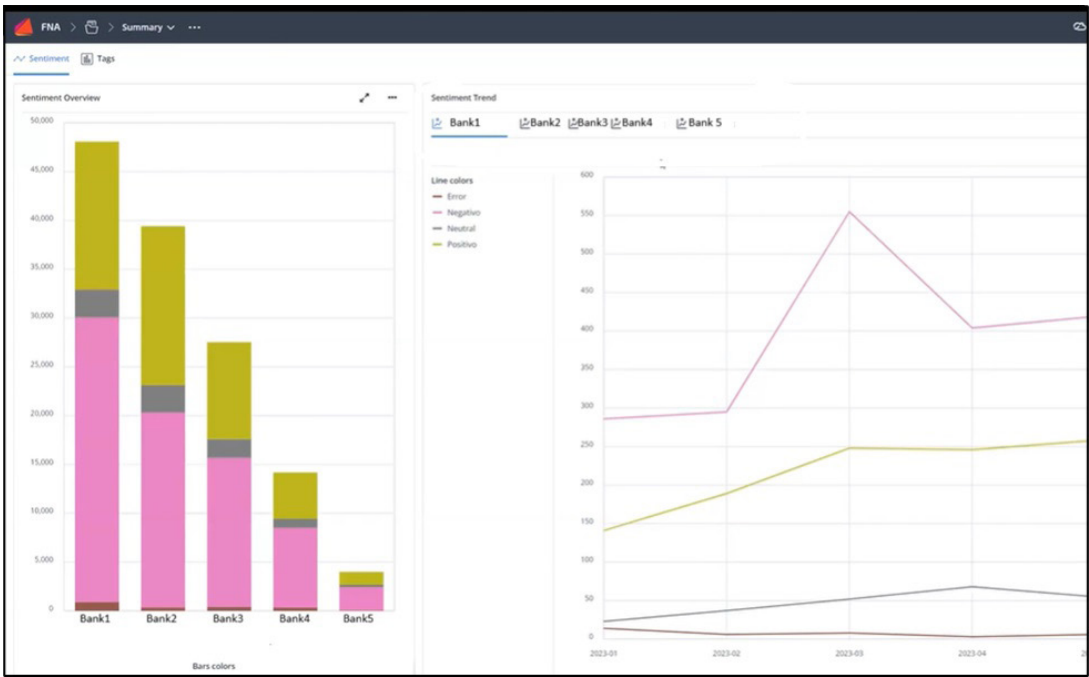 FNA > > Summary ...
Sentiment Tags
Sentiment Overview
50,000
45,000
40,000
35,000
30,000
25,000
20,000
15,000
10,000
5,000
0
Bank1 Bank2 Bank3 Bank4 Bank5
Bars colors
Sentiment Trend
Bank1 Bank2 Bank3 Bank4 Bank 5
Line colors
Error
Negativo
Neutral
Positivo
600
550
500
450
400
350
300
250
200
150
100
50
0
2023-01 2023-02 2023-03 2023-04